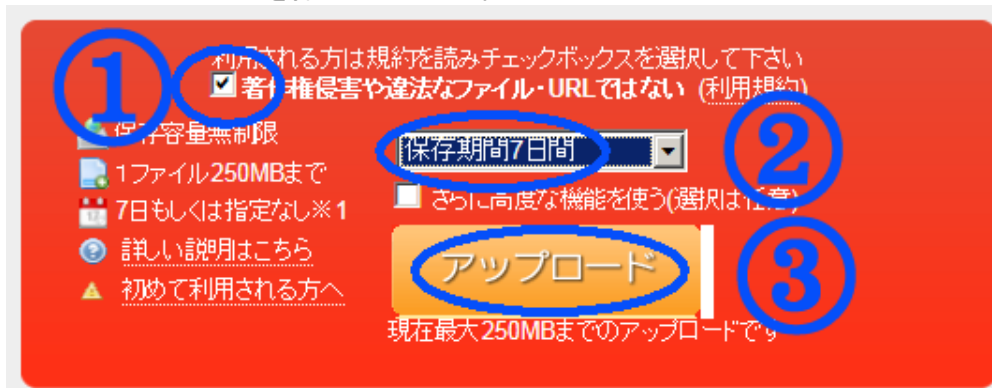 利用される方は規約を読みチェックボックスを選択して下さい
①
著作権侵害や違法なファイル・URLではない (利用規約)
保存容量無制限
保存期間7日間
②
1ファイル250MBまで
さらに高度な機能を使う(選択は任意)
7日もしくは指定なし※1
アップロード
③
詳しい説明はこちら
初めて利用される方へ
現在最大250MBまでのアップロードです